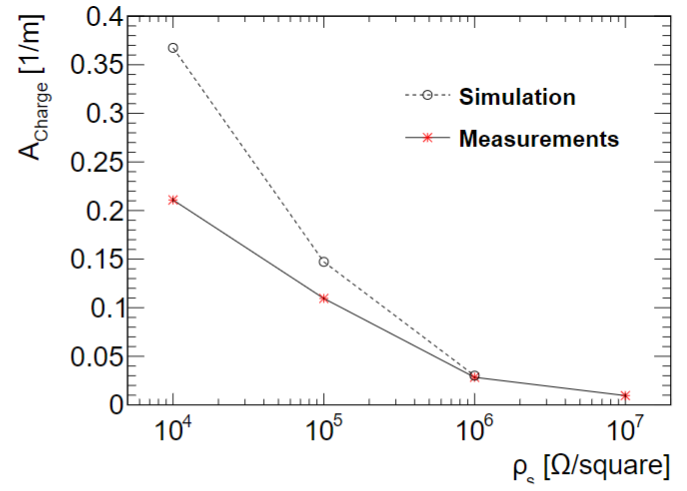 A_Charge [1/m]
0.4
0.35
0.3
0.25
0.2
0.15
0.1
0.05
0
Simulation
Measurements
10^4 10^5 10^6 10^7
ρ_s [Ω/square]